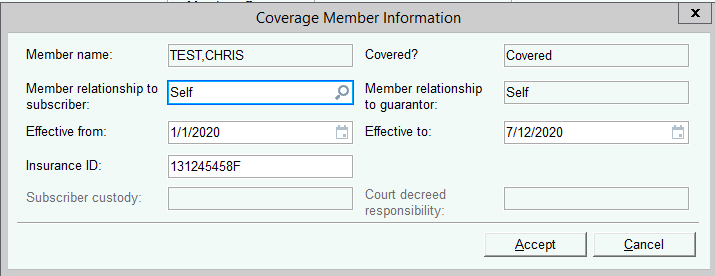 Coverage Member Information
x
Member name: TEST,CHRIS Covered? Covered
Member relationship to subscriber: Self Member relationship to guarantor: Self
Effective from: 1/1/2020 Effective to: 7/12/2020
Insurance ID: 131245458F
Subscriber custody: Court decreed responsibility:
Accept Cancel